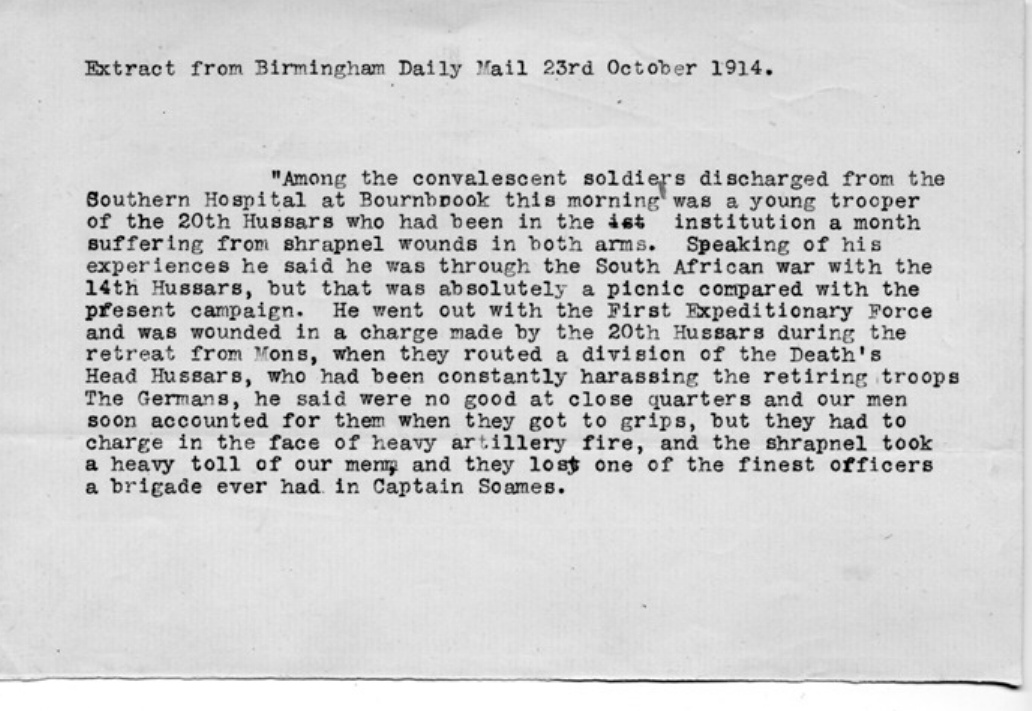 Extract from Birmingham Daily Mail 23rd October 1914.
"Among the convalescent soldiers discharged from the
Southern Hospital at Bournbrook this morning was a young trooper
of the 20th Hussars who had been in the ist institution a month
suffering from shrapnel wounds in both arms. Speaking of his
experiences he said he was through the South African war with the
14th Hussars, but that was absolutely a picnic compared with the
present campaign. He went out with the First Expeditionary Force
and was wounded in a charge made by the 20th Hussars during the
retreat from Mons, when they routed a division of the Death's
Head Hussars, who had been constantly harassing the retiring troops
The Germans, he said were no good at close quarters and our men
soon accounted for them when they got to grips, but they had to
charge in the face of heavy artillery fire, and the shrapnel took
a heavy toll of our men, and they lost one of the finest officers
a brigade ever had in Captain Soames.